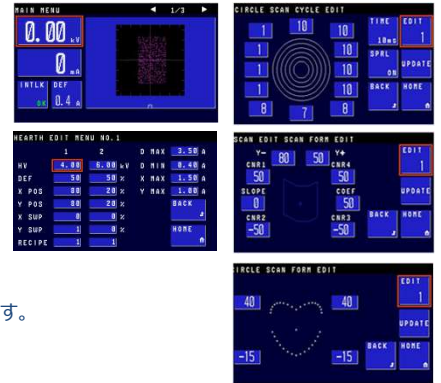 MAIN MENU
◀ 1/3 ▶
0.00 kV
0 mA
INTLK DEF
OK 0.4 A
CIRCLE SCAN CYCLE EDIT
1 10 10
1 10
1 10
1 10
8 7 8
TIME
10ms
SPRL
ON
BACK
EDIT
1
UPDATE
HOME
HEARTH EDIT MENU NO.1
1 2
HV 4.00 6.00 kV
DEF 50 50 %
X POS 80 20 %
Y POS 80 20 %
X SUP 0 0 %
Y SUP 1 0 %
RECIPE 1 1
D MAX 3.50 A
D MIN 0.40 A
X MAX 1.50 A
Y MAX 1.00 A
BACK
HOME
SCAN EDIT SCAN FORM EDIT
Y- 80 50 Y+
CNR1 CNR4
50 50
SLOPE COEF
0 50
CNR2 CNR3
-50 -50
EDIT
1
UPDATE
BACK HOME
CIRCLE SCAN FORM EDIT
40 40
-15 -15
EDIT
1
UPDATE
BACK HOME
す。